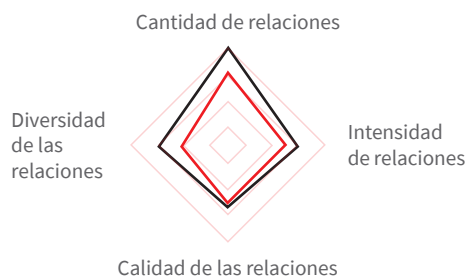 Cantidad de relaciones
Diversidad
de las
relaciones
Intensidad
de relaciones
Calidad de las relaciones